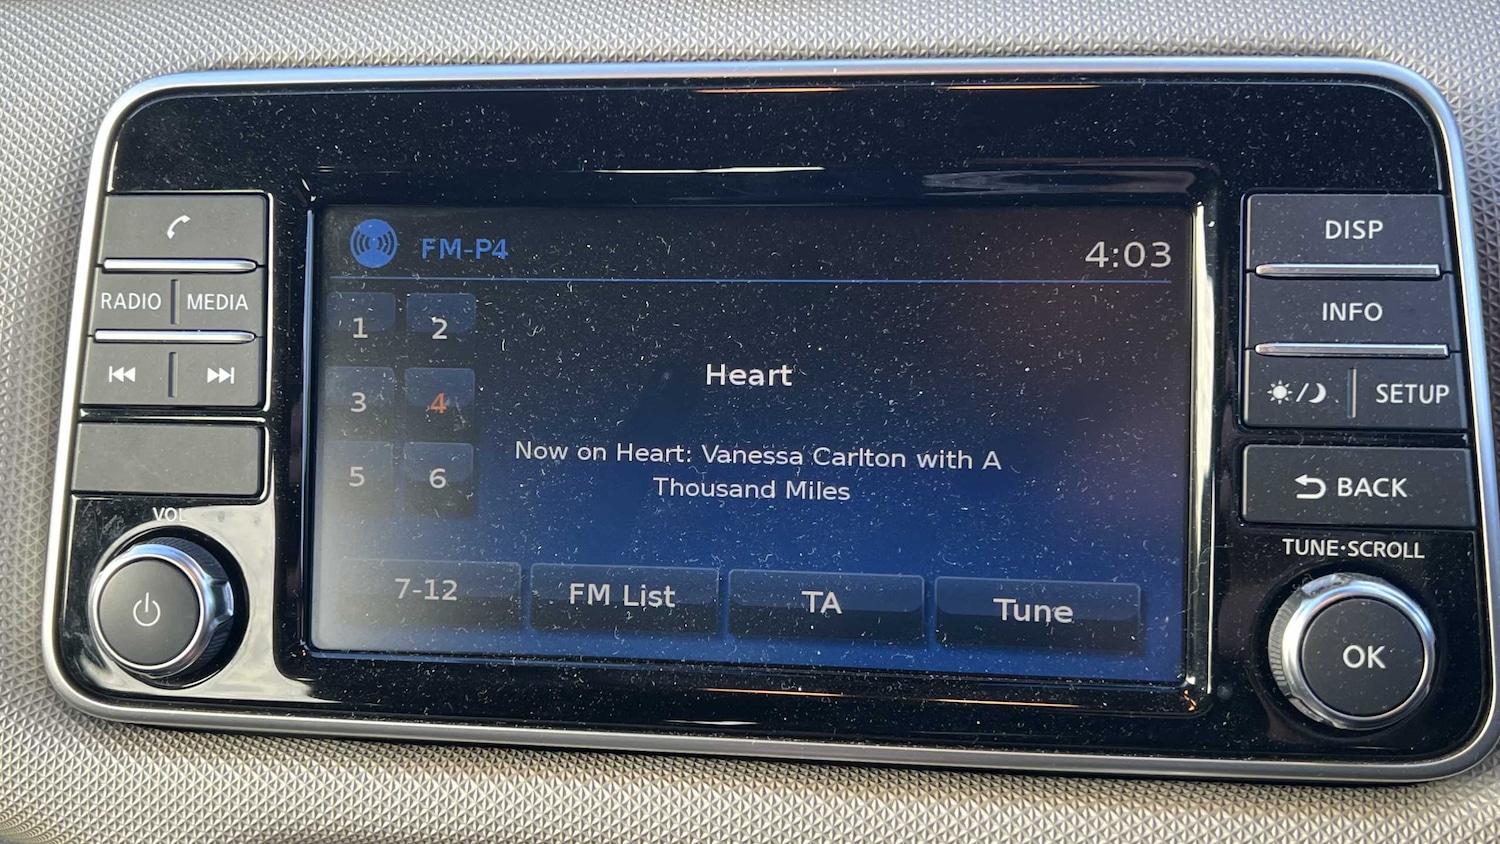 FM-P4
4:03
RADIO
MEDIA
VOL
1
2
3
4
5
6
Heart
Now on Heart: Vanessa Carlton with A
Thousand Miles
7-12
FM List
TA
Tune
DISP
INFO
SETUP
BACK
TUNE·SCROLL
OK